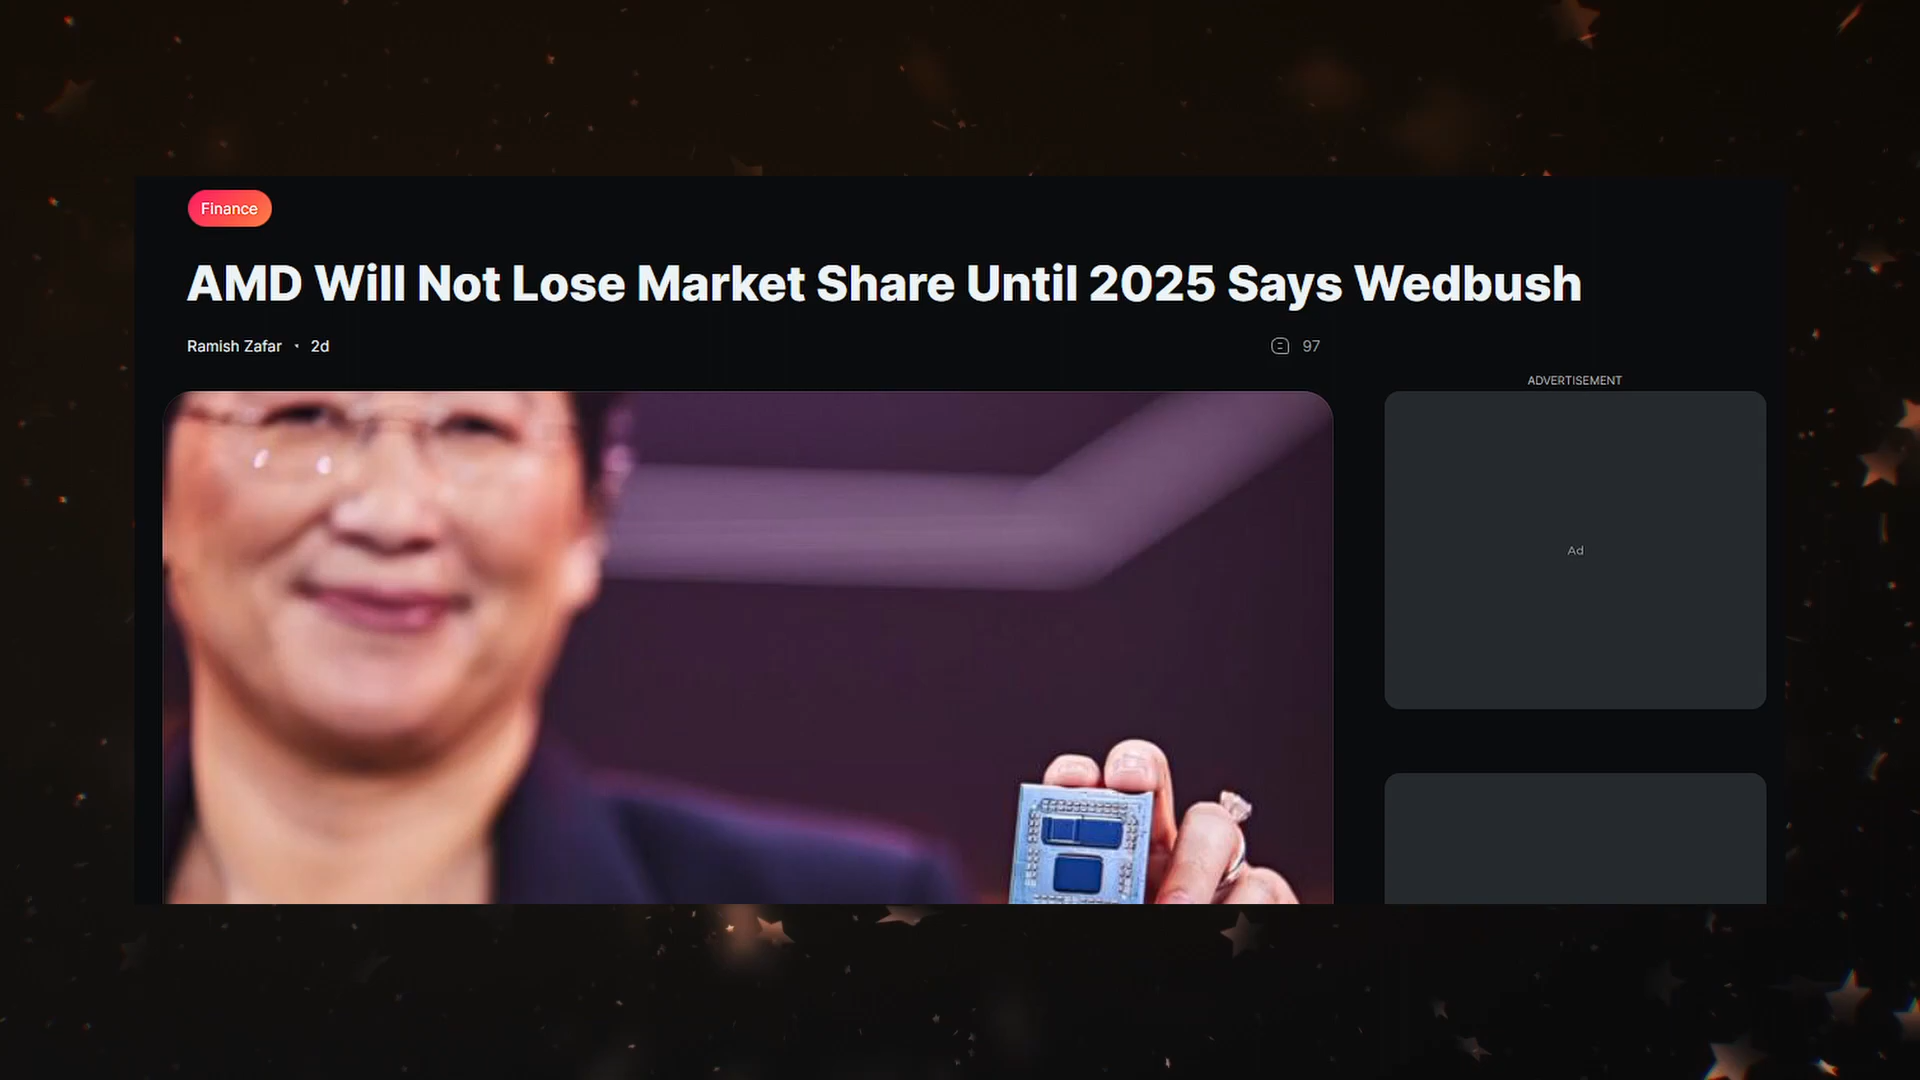 Finance
AMD Will Not Lose Market Share Until 2025 Says Wedbush
Ramish Zafar · 2d
97
ADVERTISEMENT
Ad